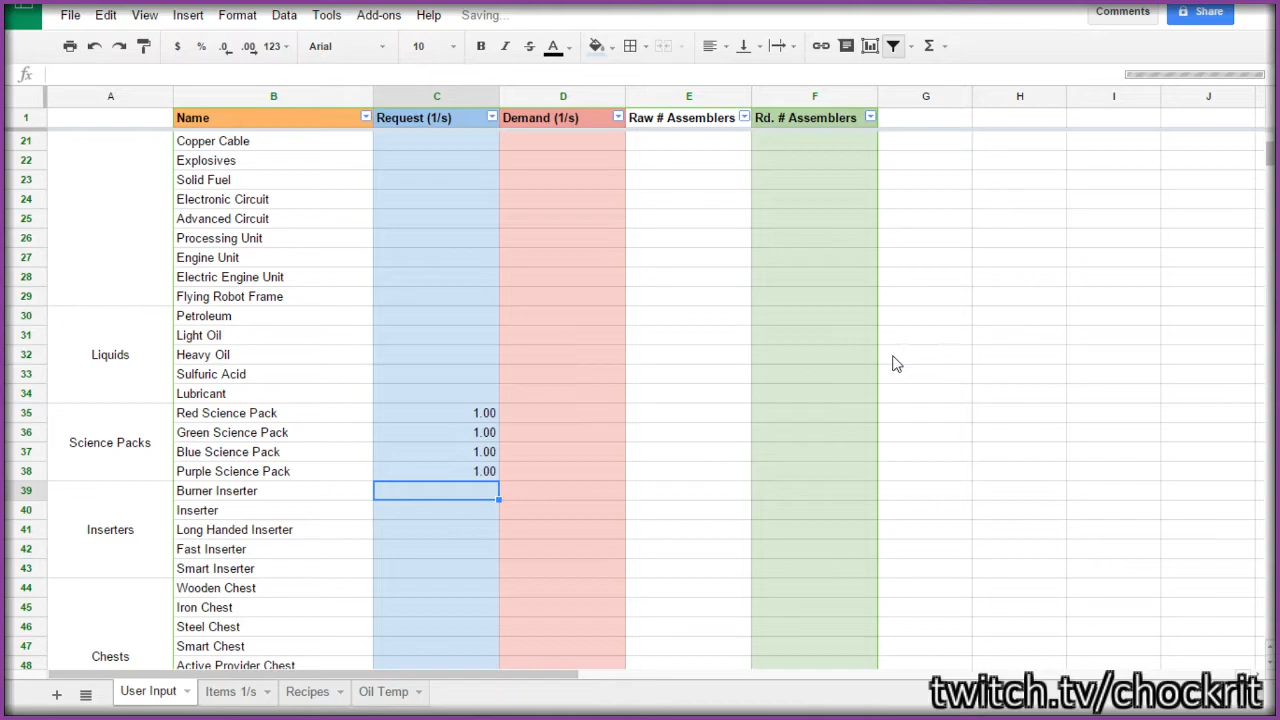 File Edit View Insert Format Data Tools Add-ons Help Saving...
Comments Share
$ % .0 .00 123 Arial 10 B I S A Σ
fx
A B C D E F G H I J
1 Name Request (1/s) Demand (1/s) Raw # Assemblers Rd. # Assemblers
21 Copper Cable
22 Explosives
23 Solid Fuel
24 Electronic Circuit
25 Advanced Circuit
26 Processing Unit
27 Engine Unit
28 Electric Engine Unit
29 Flying Robot Frame
30 Petroleum
31 Light Oil
32 Liquids Heavy Oil
33 Sulfuric Acid
34 Lubricant
35 Red Science Pack 1.00
36 Green Science Pack 1.00
Science Packs
37 Blue Science Pack 1.00
38 Purple Science Pack 1.00
39 Burner Inserter
40 Inserter
41 Inserters Long Handed Inserter
42 Fast Inserter
43 Smart Inserter
44 Wooden Chest
45 Iron Chest
46 Steel Chest
47 Smart Chest
Chests
48 Active Provider Chest
+ User Input Items 1/s Recipes Oil Temp
twitch.tv/chockrit